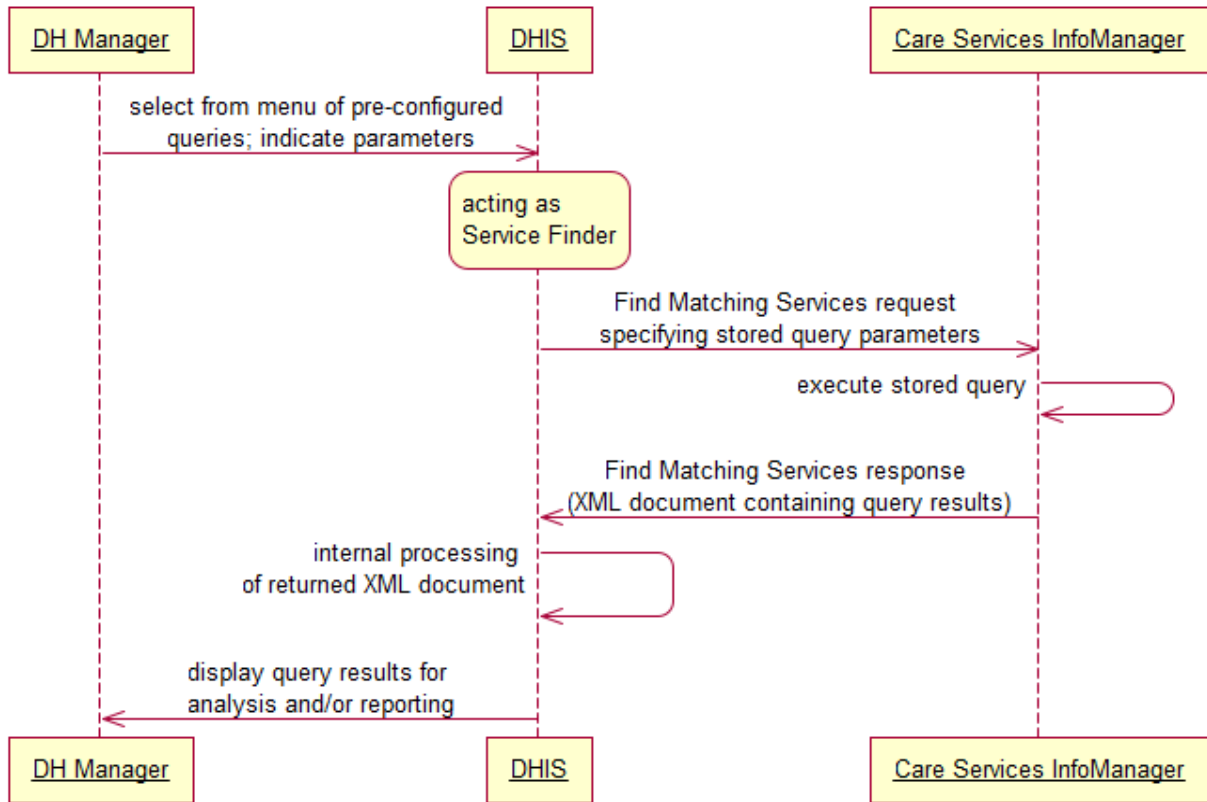 DH Manager
DHIS
Care Services InfoManager
select from menu of pre-configured
queries; indicate parameters
acting as
Service Finder
Find Matching Services request
specifying stored query parameters
execute stored query
Find Matching Services response
(XML document containing query results)
internal processing
of returned XML document
display query results for
analysis and/or reporting
DH Manager
DHIS
Care Services InfoManager